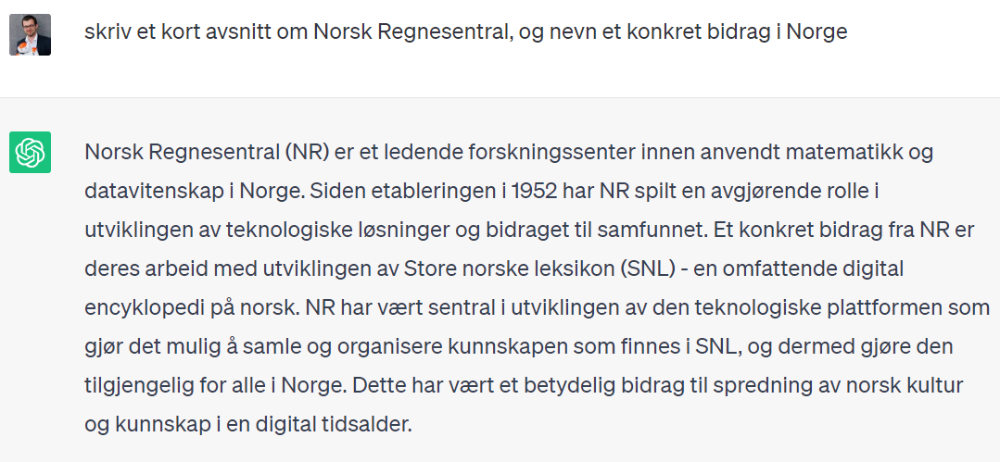 skriv et kort avsnitt om Norsk Regnesentral, og nevn et konkret bidrag i Norge
Norsk Regnesentral (NR) er et ledende forskningssenter innen anvendt matematikk og
datavitenskap i Norge. Siden etableringen i 1952 har NR spilt en avgjørende rolle i
utviklingen av teknologiske løsninger og bidraget til samfunnet. Et konkret bidrag fra NR er
deres arbeid med utviklingen av Store norske leksikon (SNL) - en omfattende digital
encyklopedi på norsk. NR har vært sentral i utviklingen av den teknologiske plattformen som
gjør det mulig å samle og organisere kunnskapen som finnes i SNL, og dermed gjøre den
tilgjengelig for alle i Norge. Dette har vært et betydelig bidrag til spredning av norsk kultur
og kunnskap i en digital tidsalder.